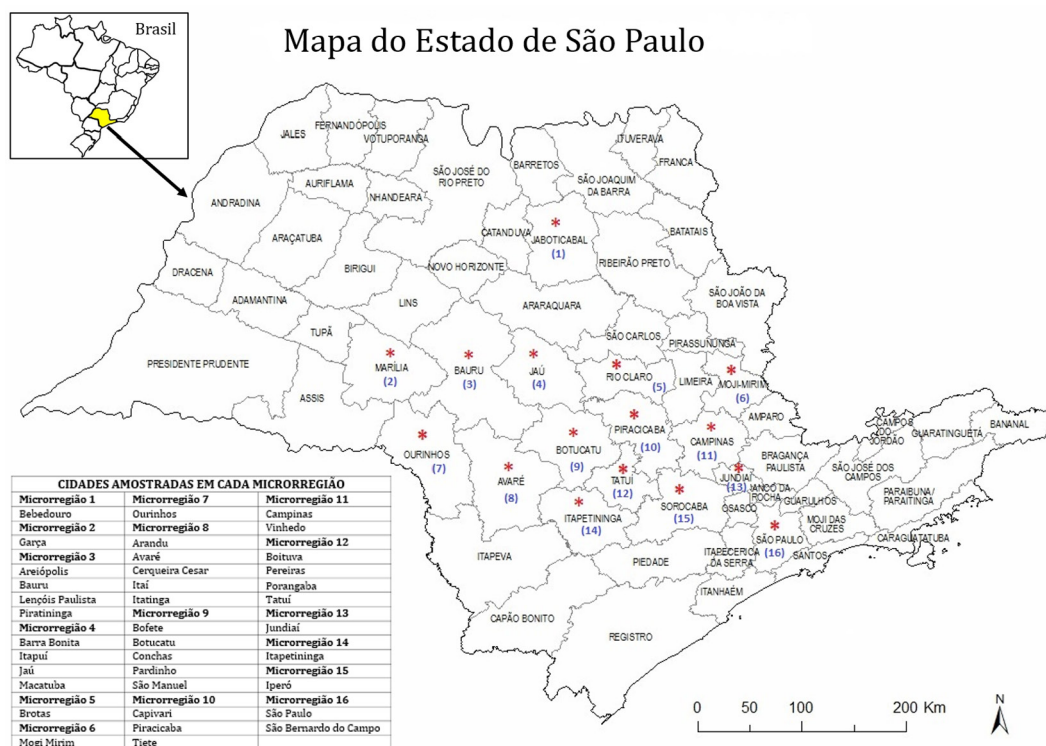 Brasil
Mapa do Estado de São Paulo
JALES
FERNANDÓPOLIS
VOTUPORANGA
ITUVERAVA
FRANCA
BARRETOS
SÃO JOSÉ DO
RIO PRETO
SÃO JOAQUIM
DA BARRA
AURIFLAMA
NHANDEARA
ANDRADINA
CATANDUVA
*
JABOTICABAL
(1)
BATATAIS
ARAÇATUBA
RIBEIRÃO PRETO
DRACENA
BIRIGUI
NOVO HORIZONTE
ADAMANTINA
LINS
ARARAQUARA
SÃO JOÃO DA
BOA VISTA
TUPÃ
SÃO CARLOS
PIRASSUNUNGA
PRESIDENTE PRUDENTE
*
MARÍLIA
(2)
*
BAURU
(3)
*
JAÚ
(4)
*
RIO CLARO
(5)
LIMEIRA
*
MOJI-MIRIM
(6)
ASSIS
AMPARO
*
OURINHOS
(7)
*
AVARÉ
(8)
*
BOTUCATU
(9)
*
PIRACICABA
(10)
*
CAMPINAS
(11)
BRAGANÇA
PAULISTA
CAMPOS
DO
JORDÃO
GUARATINGUETÁ
BANANAL
SÃO JOSÉ DOS
CAMPOS
PARAIBUNA/
PARAITINGA
*
TATUÍ
(12)
*
JUNDIAÍ
(13)
ROCHA
GUARULHOS
*
ITAPETININGA
(14)
*
SOROCABA
(15)
OSASCO
MOJI DAS
CRUZES
CARAGUATATUBA
*
SÃO PAULO
(16)
SANTOS
ITAPEVA
PIEDADE
ITAPECERICA
DA SERRA
ITANHAÉM
CAPÃO BONITO
REGISTRO
CIDADES AMOSTRADAS EM CADA MICRORREGIÃO
Microrregião 1 Microrregião 7 Microrregião 11
Bebedouro Ourinhos Campinas
Microrregião 2 Microrregião 8 Vinhedo
Garça Arandu Microrregião 12
Microrregião 3 Avaré Boituva
Areiópolis Cerqueira Cesar Pereiras
Bauru Itaí Porangaba
Lençóis Paulista Itatinga Tatuí
Piratininga Microrregião 9 Microrregião 13
Microrregião 4 Bofete Jundiaí
Barra Bonita Botucatu Microrregião 14
Itapuí Conchas Itapetininga
Jaú Pardinho Microrregião 15
Macatuba São Manuel Iperó
Microrregião 5 Microrregião 10 Microrregião 16
Brotas Capivari São Paulo
Microrregião 6 Piracicaba São Bernardo do Campo
Mogi Mirim Tiete
0 50 100 200 Km
N